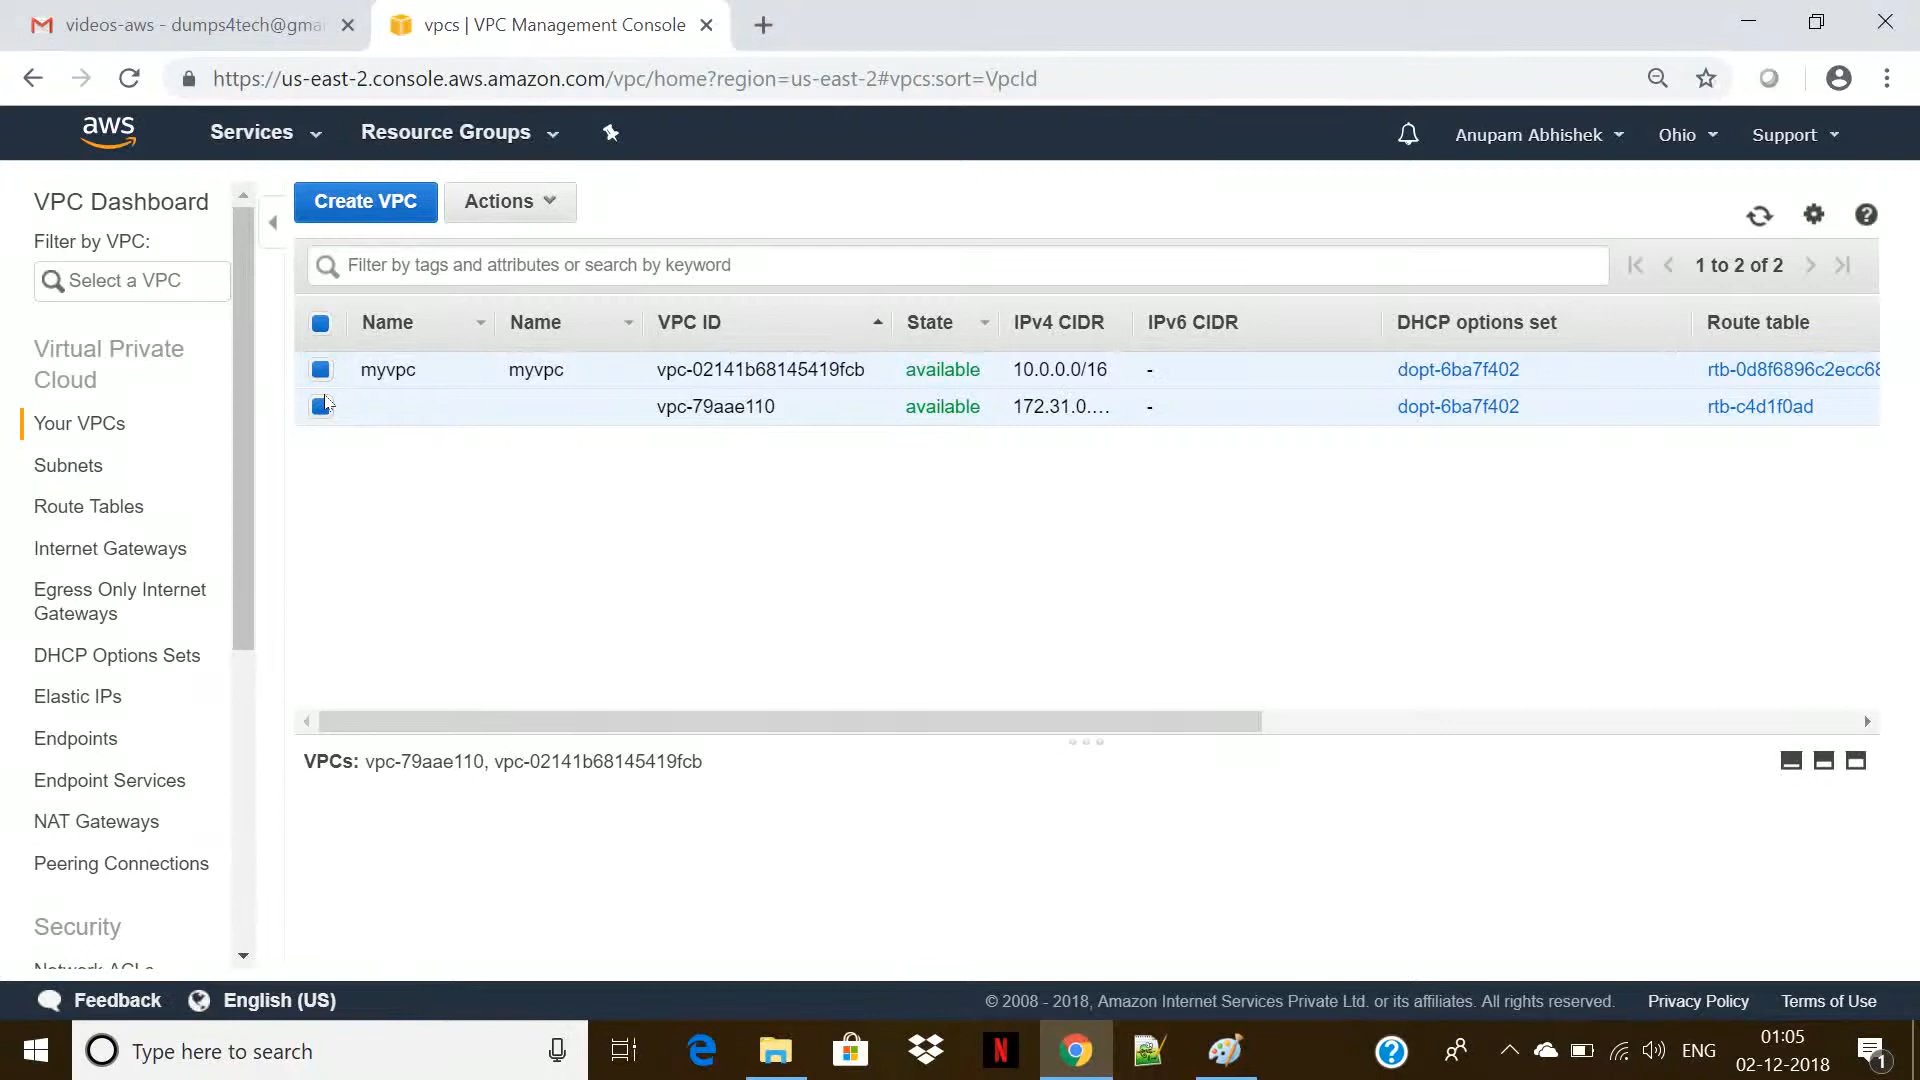 videos-aws - dumps4tech@gmai
vpcs | VPC Management Console
https://us-east-2.console.aws.amazon.com/vpc/home?region=us-east-2#vpcs:sort=VpcId
aws Services Resource Groups Anupam Abhishek Ohio Support
VPC Dashboard
Filter by VPC:
Select a VPC
Virtual Private
Cloud
Your VPCs
Subnets
Route Tables
Internet Gateways
Egress Only Internet
Gateways
DHCP Options Sets
Elastic IPs
Endpoints
Endpoint Services
NAT Gateways
Peering Connections
Security
Network ACLs
Create VPC Actions
Filter by tags and attributes or search by keyword
1 to 2 of 2
Name Name VPC ID State IPv4 CIDR IPv6 CIDR DHCP options set Route table
myvpc myvpc vpc-02141b68145419fcb available 10.0.0.0/16 - dopt-6ba7f402 rtb-0d8f6896c2ecc68
vpc-79aae110 available 172.31.0.… - dopt-6ba7f402 rtb-c4d1f0ad
VPCs: vpc-79aae110, vpc-02141b68145419fcb
Feedback English (US)
© 2008 - 2018, Amazon Internet Services Private Ltd. or its affiliates. All rights reserved. Privacy Policy Terms of Use
Type here to search
N
ENG
01:05
02-12-2018
1